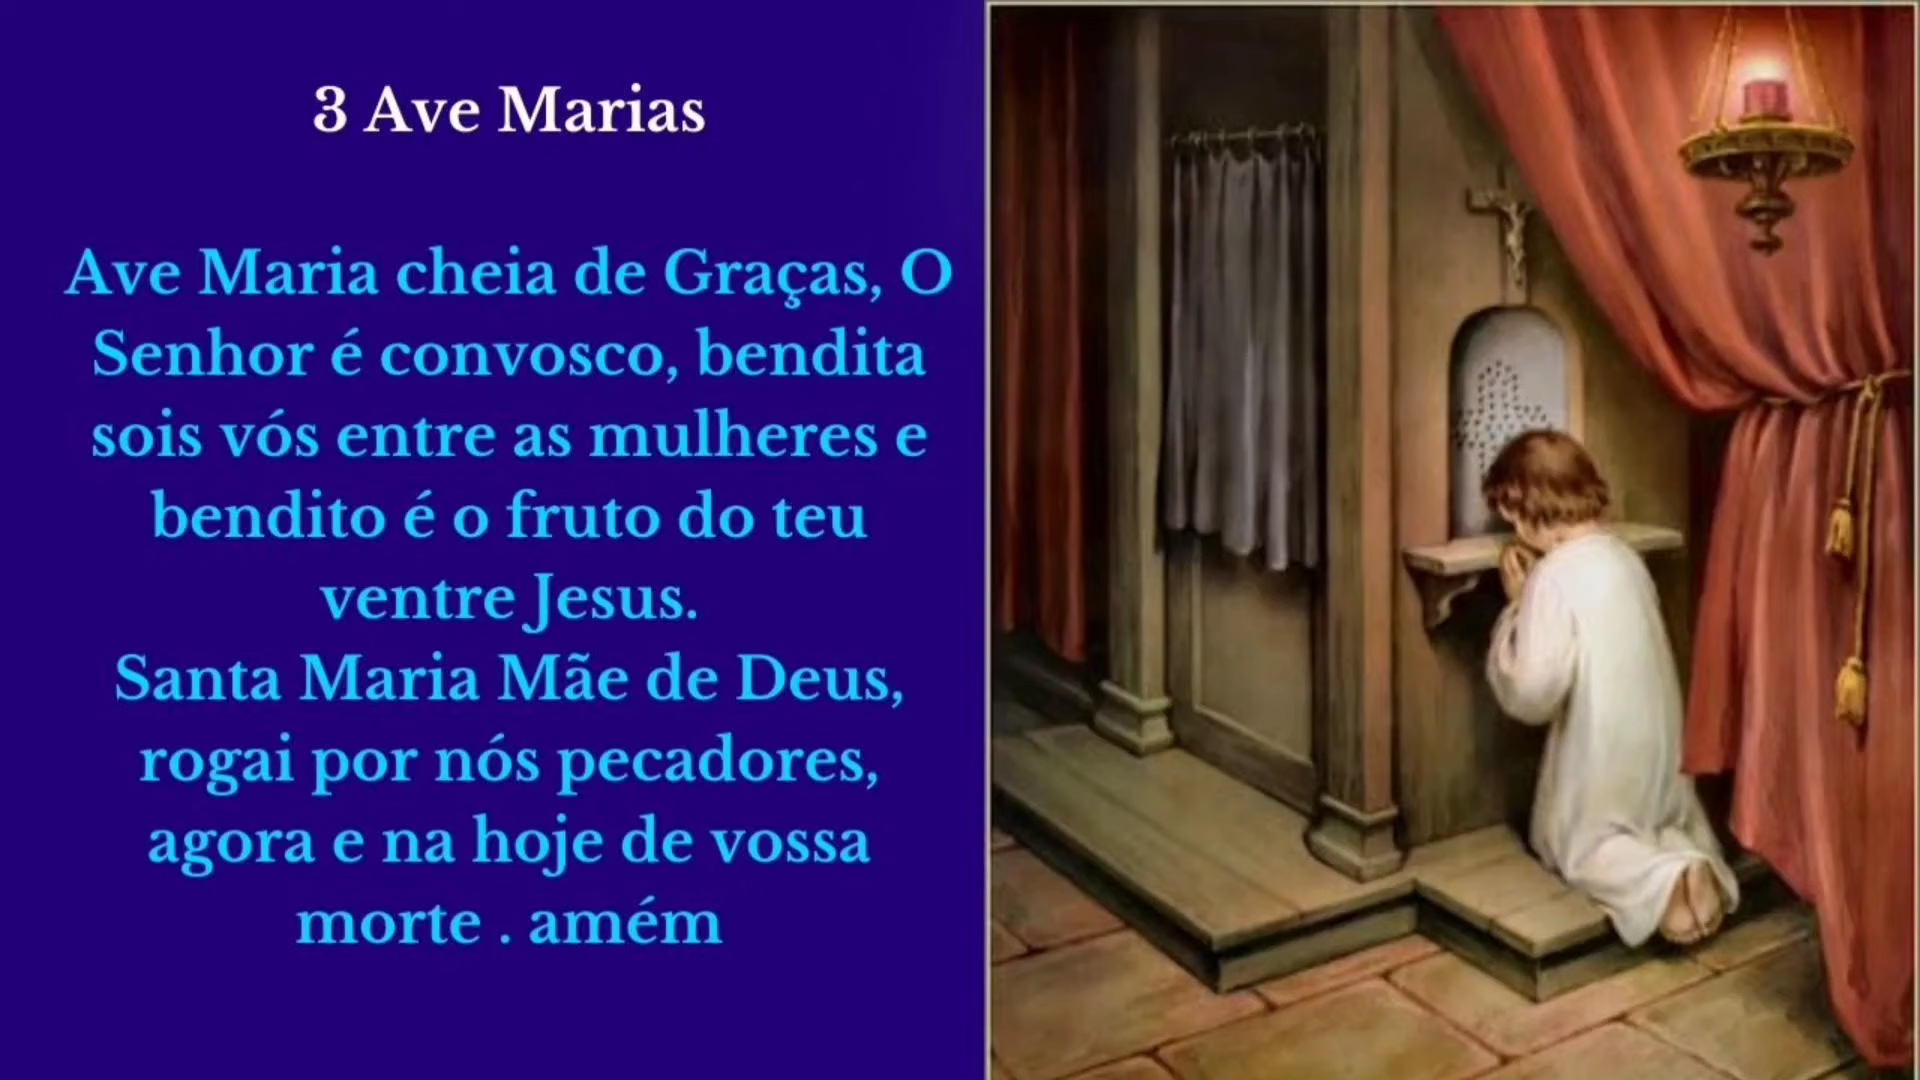 3 Ave Marias
Ave Maria cheia de Graças, O
Senhor é convosco, bendita
sois vós entre as mulheres e
bendito é o fruto do teu
ventre Jesus.
Santa Maria Mãe de Deus,
rogai por nós pecadores,
agora e na hoje de vossa
morte . amém